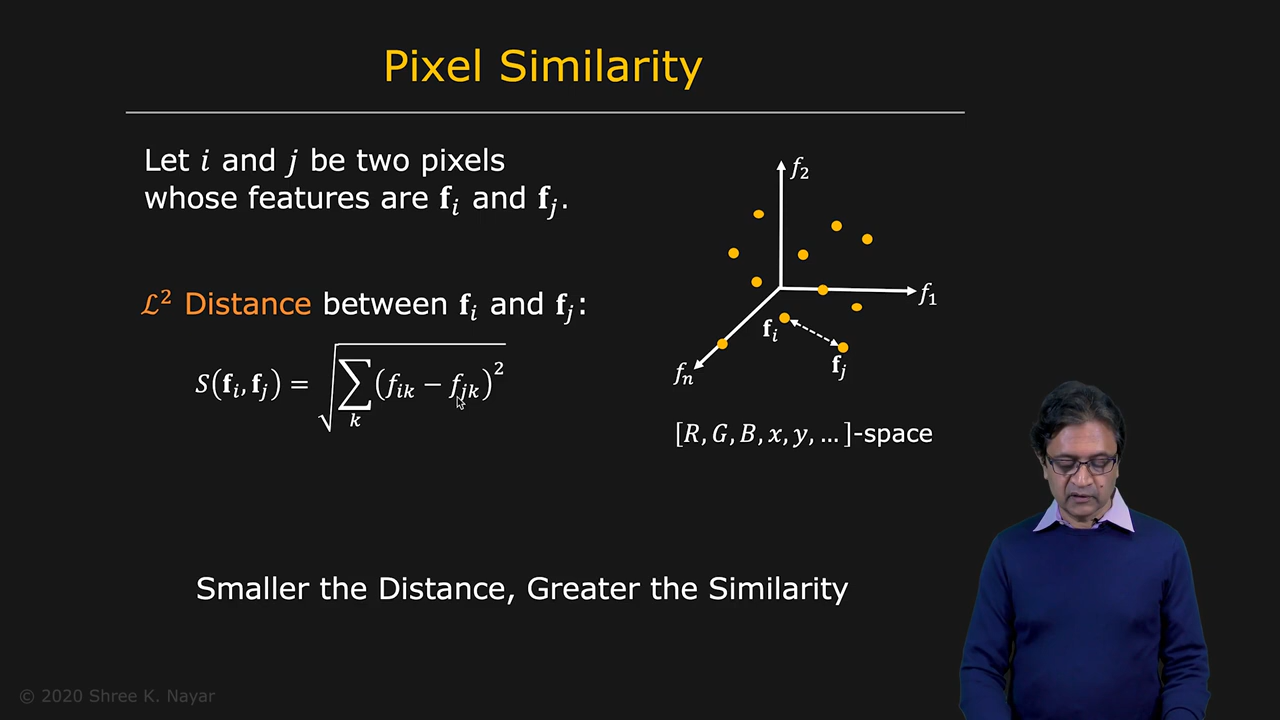 Pixel Similarity
Let i and j be two pixels
whose features are fᵢ and fⱼ.
ℒ² Distance between fᵢ and fⱼ:
S(fᵢ, fⱼ) = √(∑ₖ (fᵢₖ − fⱼₖ)²)
f₂
f₁
fₙ
fᵢ
fⱼ
[R, G, B, x, y, … ]-space
Smaller the Distance, Greater the Similarity
© 2020 Shree K. Nayar